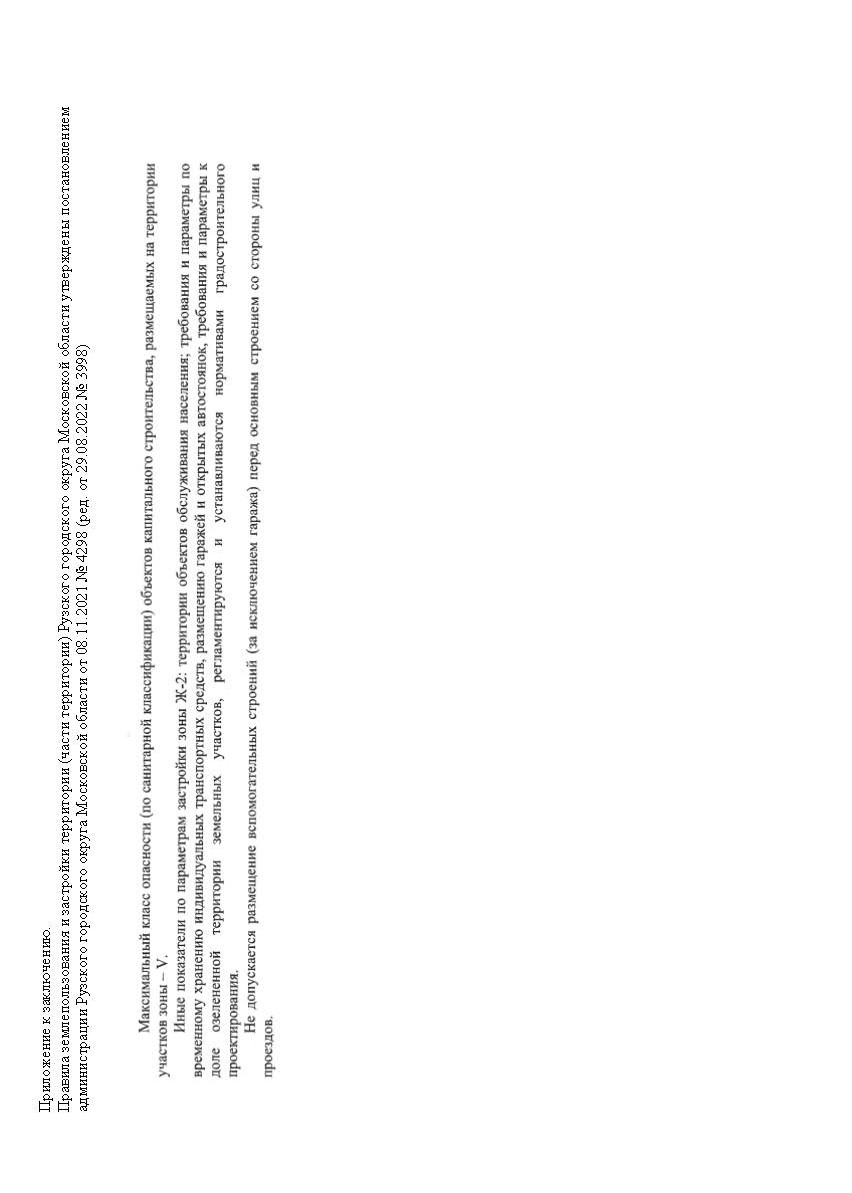 Приложение к заключению.
Правила землепользования и застройки территории (части территории) Рузского городского округа Московской области утверждены постановлением
администрации Рузского городского округа Московской области от 08.11.2021 № 4298 (ред. от 29.08.2022 № 3998)
Максимальный класс опасности (по санитарной классификации) объектов капитального строительства, размещаемых на территории
участков зоны – V.
Иные показатели по параметрам застройки зоны Ж-2: территории объектов обслуживания населения; требования и параметры по
временному хранению индивидуальных транспортных средств, размещению гаражей и открытых автостоянок, требования и параметры к
доле озелененной территории земельных участков, регламентируются и устанавливаются нормативами градостроительного
проектирования.
Не допускается размещение вспомогательных строений (за исключением гаража) перед основным строением со стороны улиц и
проездов.